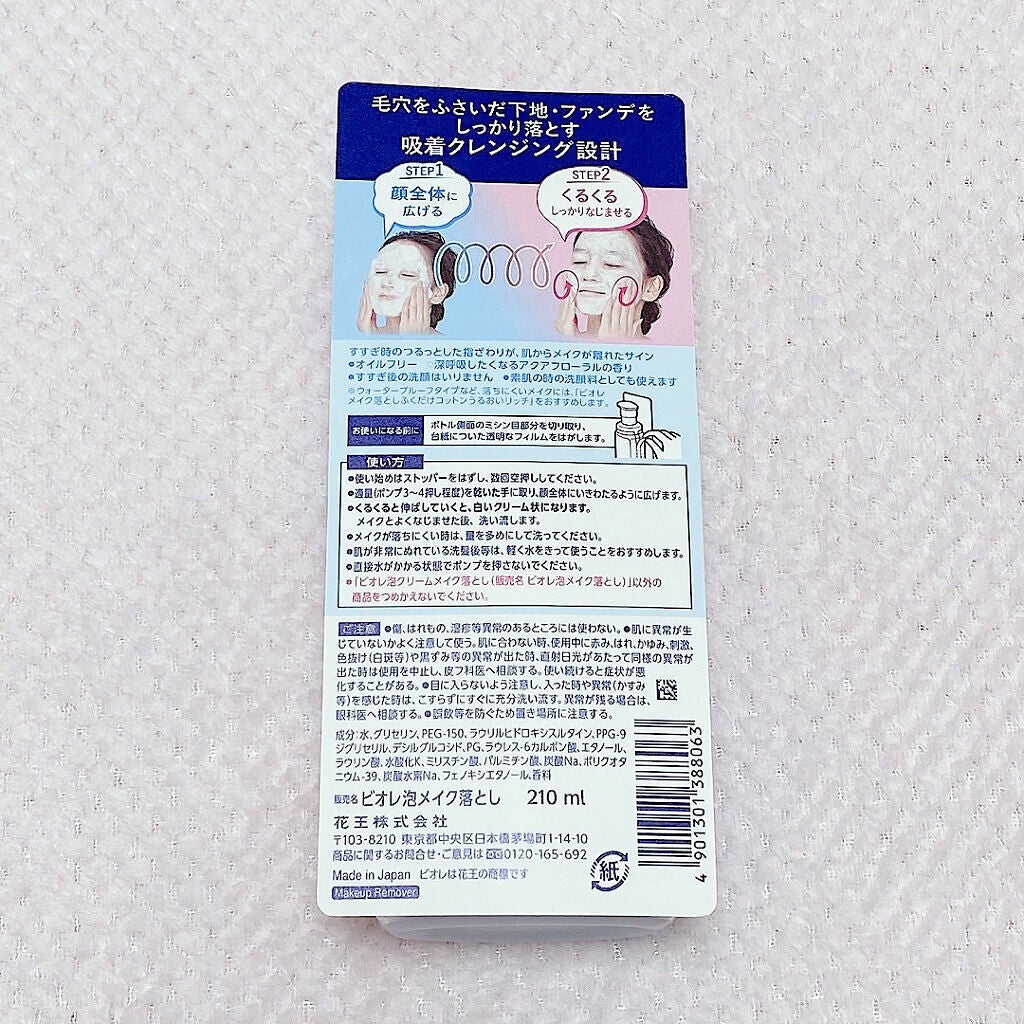 毛穴をふさいだ下地・ファンデを
しっかり落とす
吸着クレンジング設計
STEP1
顔全体に
広げる
STEP2
くるくる
しっかりなじませる
すすぎ時のつるっとした指ざわりが、肌からメイクが離れたサイン
●オイルフリー ●深呼吸したくなるアクアフローラルの香り
●すすぎ後の洗顔はいりません ●素肌の時の洗顔料としても使えます
※ウォータープルーフタイプなど、落ちにくいメイクには、「ビオレ
メイク落としふくだけコットンうるおいリッチ」をおすすめします。
お使いになる前に
ボトル側面のミシン目部分を切り取り、
台紙についた透明なフィルムをはがします。
使い方
●使い始めはストッパーをはずし、数回空押ししてください。
●適量(ポンプ3〜4押し程度)を乾いた手に取り、顔全体にいきわたるように広げます。
●くるくると伸ばしていくと、白いクリーム状になります。
メイクとよくなじませた後、洗い流します。
●メイクが落ちにくい時は、量を多めにして洗ってください。
●肌が非常にぬれている洗髪後等は、軽く水をきって使うことをおすすめします。
●直接水がかかる状態でポンプを押さないでください。
●「ビオレ泡クリームメイク落とし(販売名 ビオレ泡メイク落とし)」以外の
商品をつめかえないでください。
ご注意 ●傷、はれもの、湿疹等異常のあるところには使わない。●肌に異常が生
じていないかよく注意して使う。肌に合わない時、使用中に赤み、はれ、かゆみ、刺激、
色抜け(白斑等)や黒ずみ等の異常が出た時、直射日光があたって同様の異常が
出た時は使用を中止し、皮フ科医へ相談する。使い続けると症状が悪
化することがある。●目に入らないよう注意し、入った時や異常(かすみ
等)を感じた時は、こすらずにすぐに充分洗い流す。異常が残る場合は、
眼科医へ相談する。●誤飲等を防ぐため置き場所に注意する。
成分：水、グリセリン、PEG-150、ラウリルヒドロキシスルタイン、PPG-9
ジグリセリル、デシルグルコシド、PG、ラウレス-6カルボン酸、エタノール、
ラウリン酸、水酸化K、ミリスチン酸、パルミチン酸、炭酸Na、ポリクオタ
ニウム-39、炭酸水素Na、フェノキシエタノール、香料
販売名 ビオレ泡メイク落とし 210 ml
花王株式会社
〒103-8210 東京都中央区日本橋茅場町1-14-10
商品に関するお問合せ・ご意見は 0120-165-692
Made in Japan ビオレは花王の商標です
Makeup Remover
紙
4 901301 388063